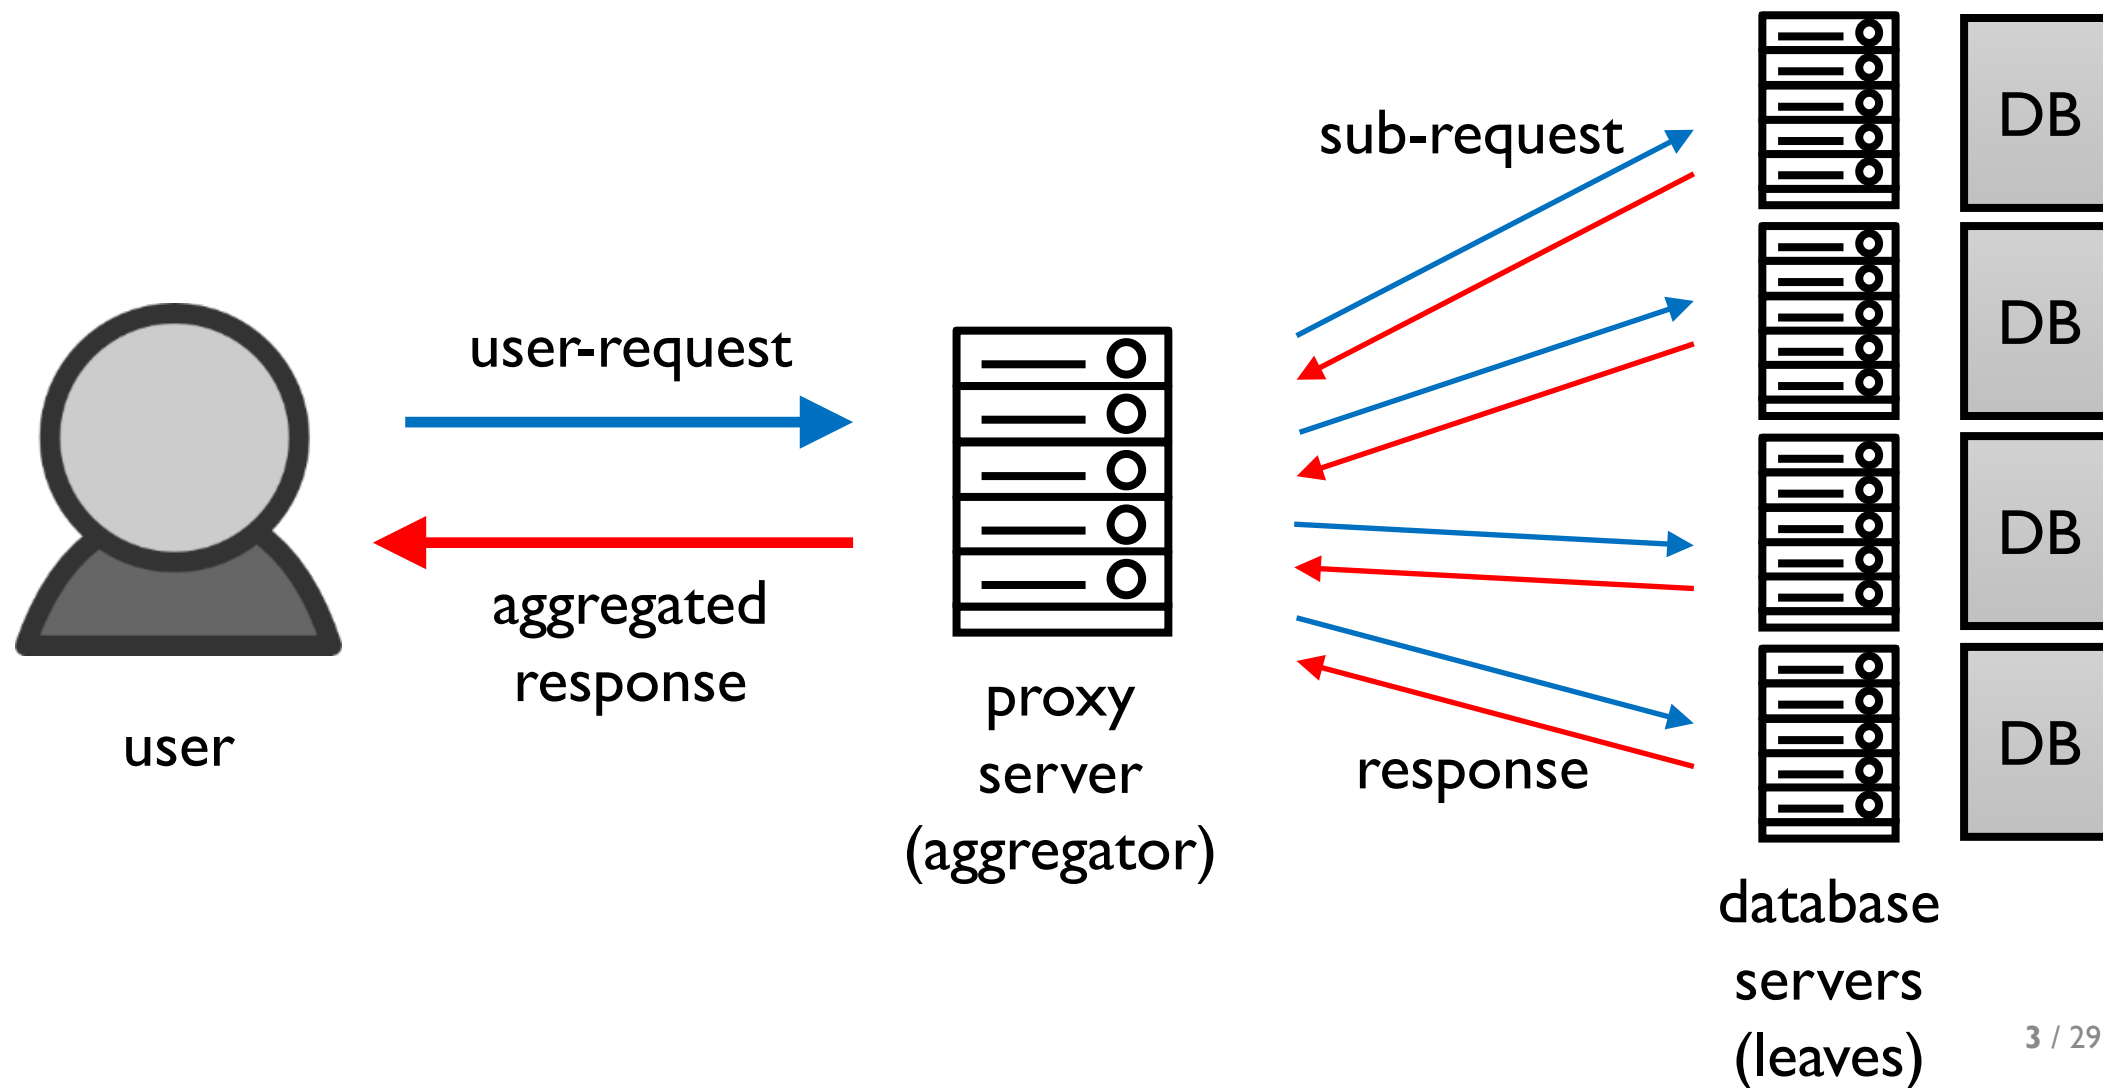 sub-request
DB
DB
user-request
DB
aggregated
response
user
proxy
server
(aggregator)
response
DB
database
servers
(leaves)
3 / 29